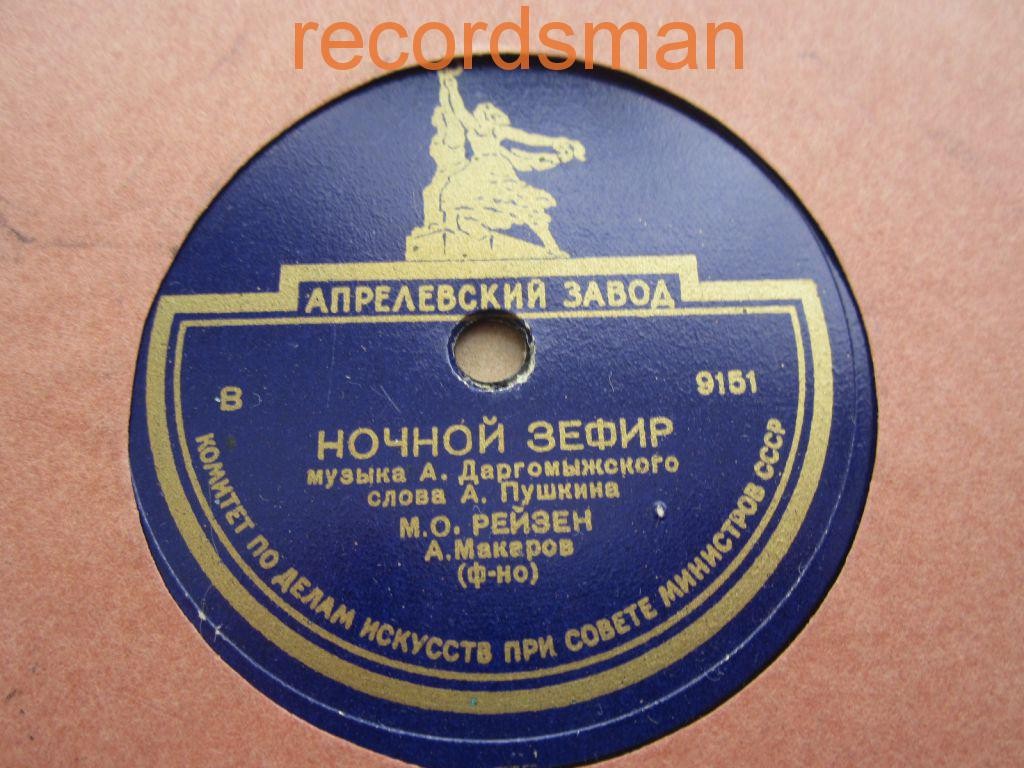 recordsman
АПРЕЛЕВСКИЙ ЗАВОД
В
9151
НОЧНОЙ ЗЕФИР
музыка А. Даргомыжского
слова А. Пушкина
М.О. РЕЙЗЕН
А.Макаров
(ф-но)
КОМИТЕТ ПО ДЕЛАМ ИСКУССТВ ПРИ СОВЕТЕ МИНИСТРОВ СССР